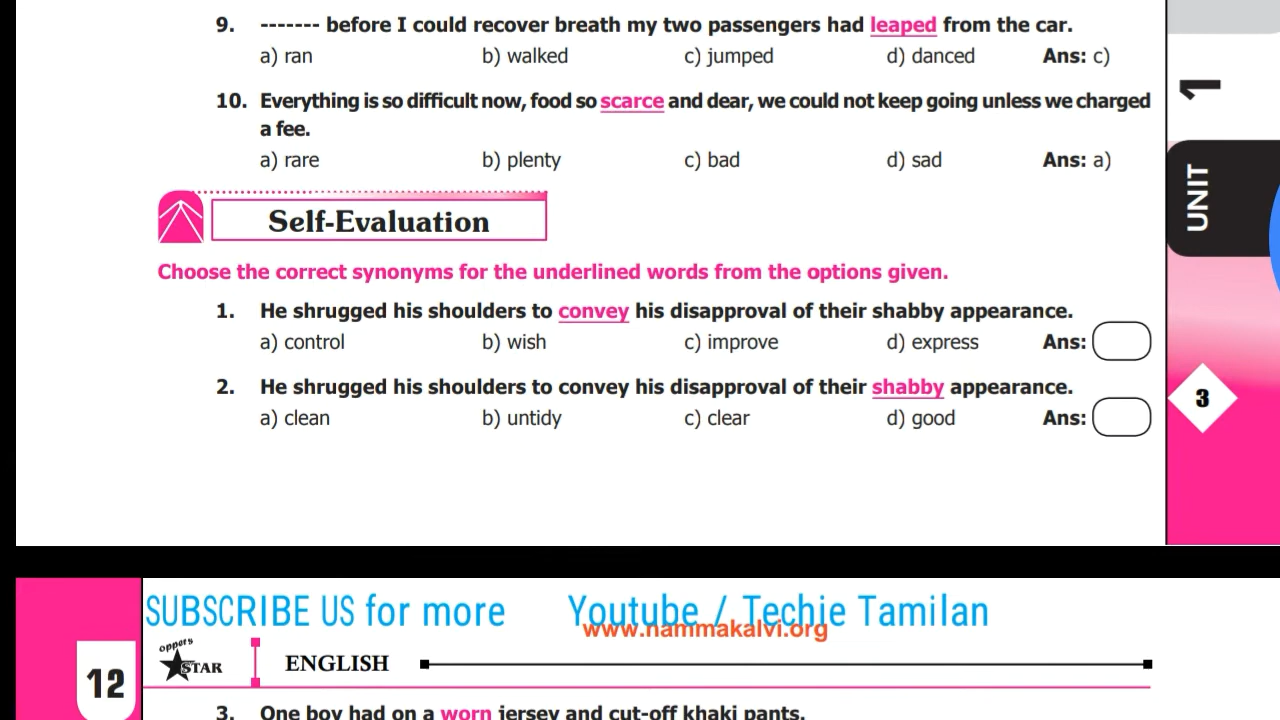 9. ------- before I could recover breath my two passengers had leaped from the car.
a) ran b) walked c) jumped d) danced Ans: c)
10. Everything is so difficult now, food so scarce and dear, we could not keep going unless we charged
a fee.
a) rare b) plenty c) bad d) sad Ans: a)
Self-Evaluation
Choose the correct synonyms for the underlined words from the options given.
1. He shrugged his shoulders to convey his disapproval of their shabby appearance.
a) control b) wish c) improve d) express Ans:
2. He shrugged his shoulders to convey his disapproval of their shabby appearance.
a) clean b) untidy c) clear d) good Ans:
UNIT 1
3
SUBSCRIBE US for more Youtube / Techie Tamilan
www.nammakalvi.org
oppers
STAR
ENGLISH
12
3. One boy had on a worn jersey and cut-off khaki pants.